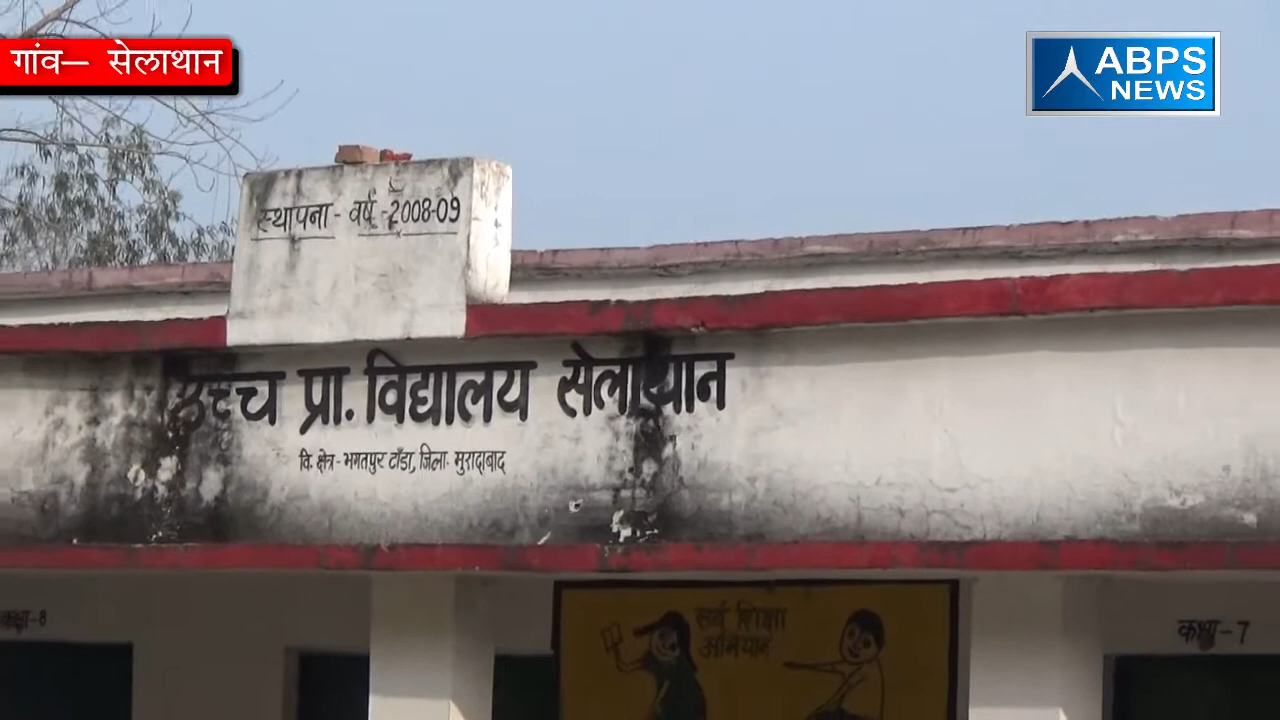 गांव— सेलाथान
ABPS
NEWS
स्थापना - वर्ष - 2008-09
उच्च प्रा. विद्यालय सेलाथान
वि. क्षेत्र - भगतपुर टाँडा, जिला- मुरादाबाद
सर्व शिक्षा
अभियान
कक्षा-8
कक्षा-7